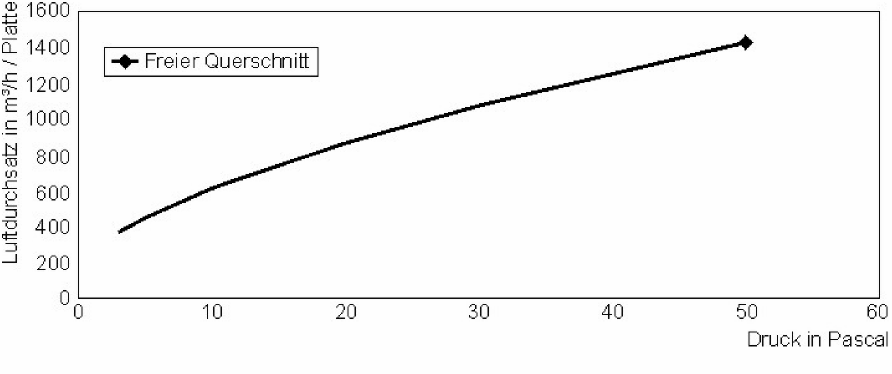 Luftdurchsatz in m³/h / Platte
1600
1400
1200
1000
800
600
400
200
0
Freier Querschnitt
0 10 20 30 40 50 60
Druck in Pascal